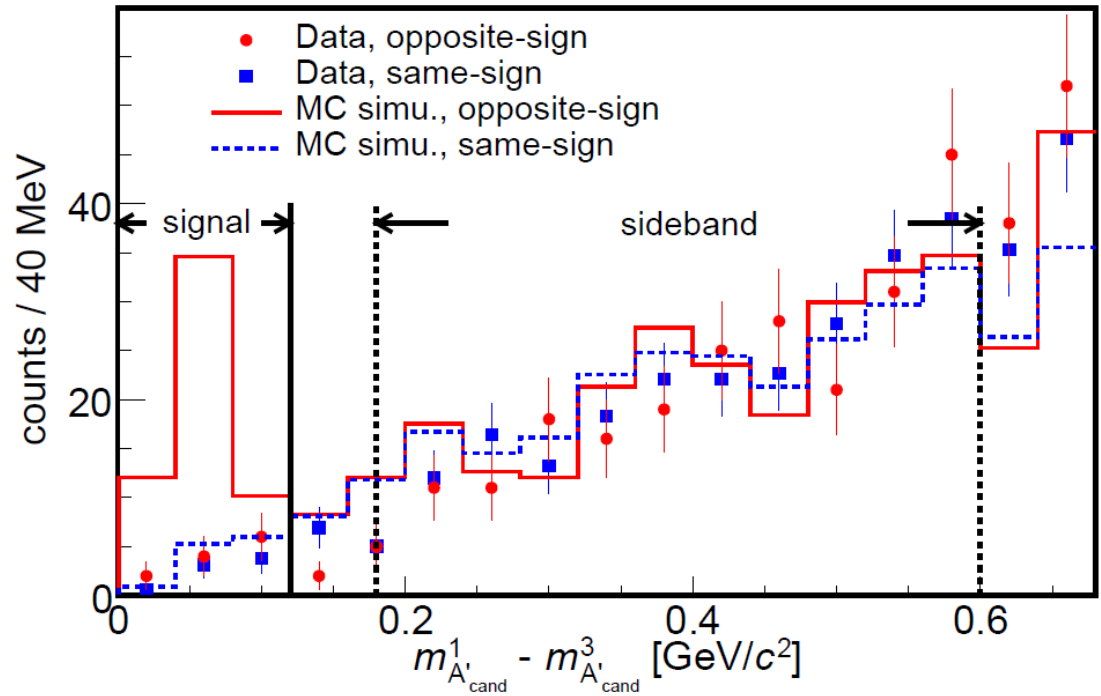 Data, opposite-sign
Data, same-sign
MC simu., opposite-sign
MC simu., same-sign
counts / 40 MeV
40
20
0
signal
sideband
0 0.2 0.4 0.6
m¹A'cand - m³A'cand [GeV/c²]